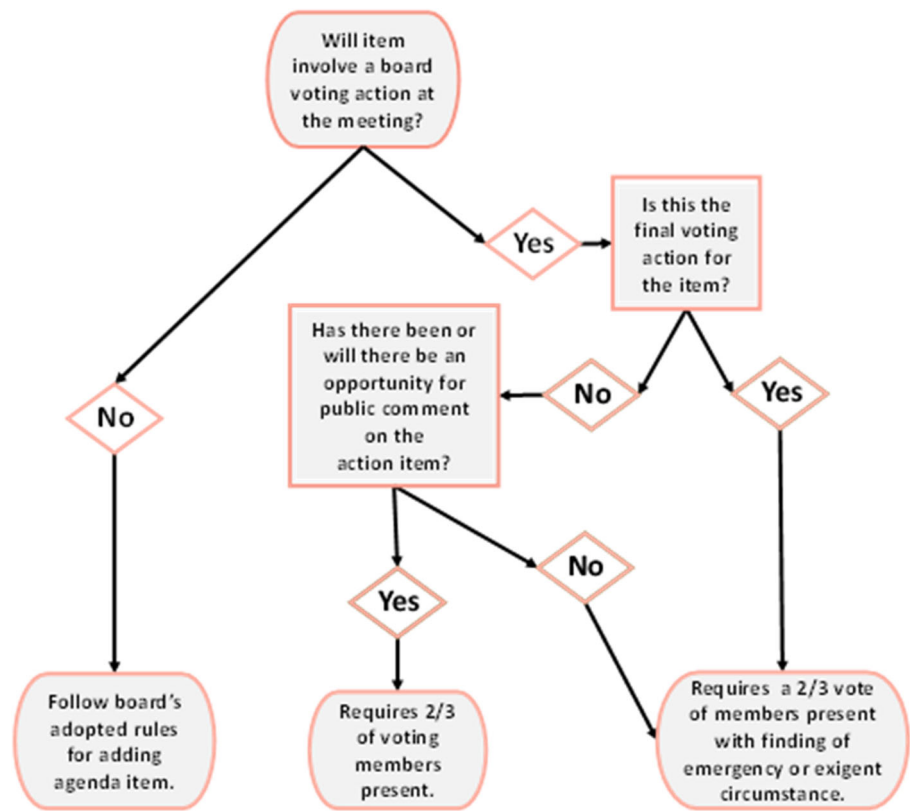 Will item
involve a board
voting action at
the meeting?
Yes
Is this the
final voting
action for
the item?
Has there been or
will there be an
opportunity for
public comment
on the
action item?
No
Yes
No
No
Yes
Follow board's
adopted rules
for adding
agenda item.
Requires 2/3
of voting
members
present.
Requires a 2/3 vote
of members present
with finding of
emergency or exigent
circumstance.